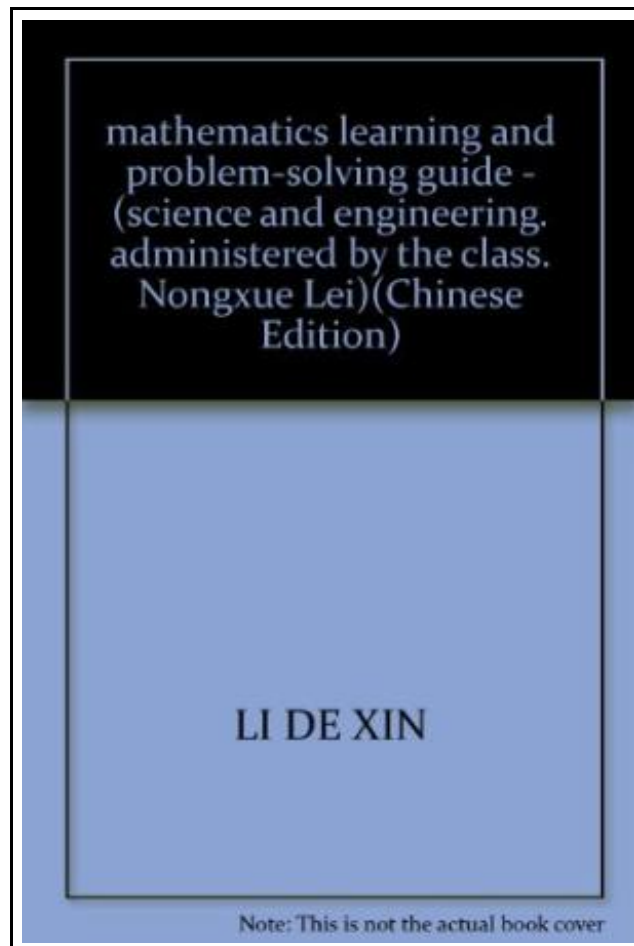 mathematics learning and
problem-solving guide -
(science and engineering.
administered by the class.
Nongxue Lei)(Chinese
Edition)
LI DE XIN
Note: This is not the actual book cover